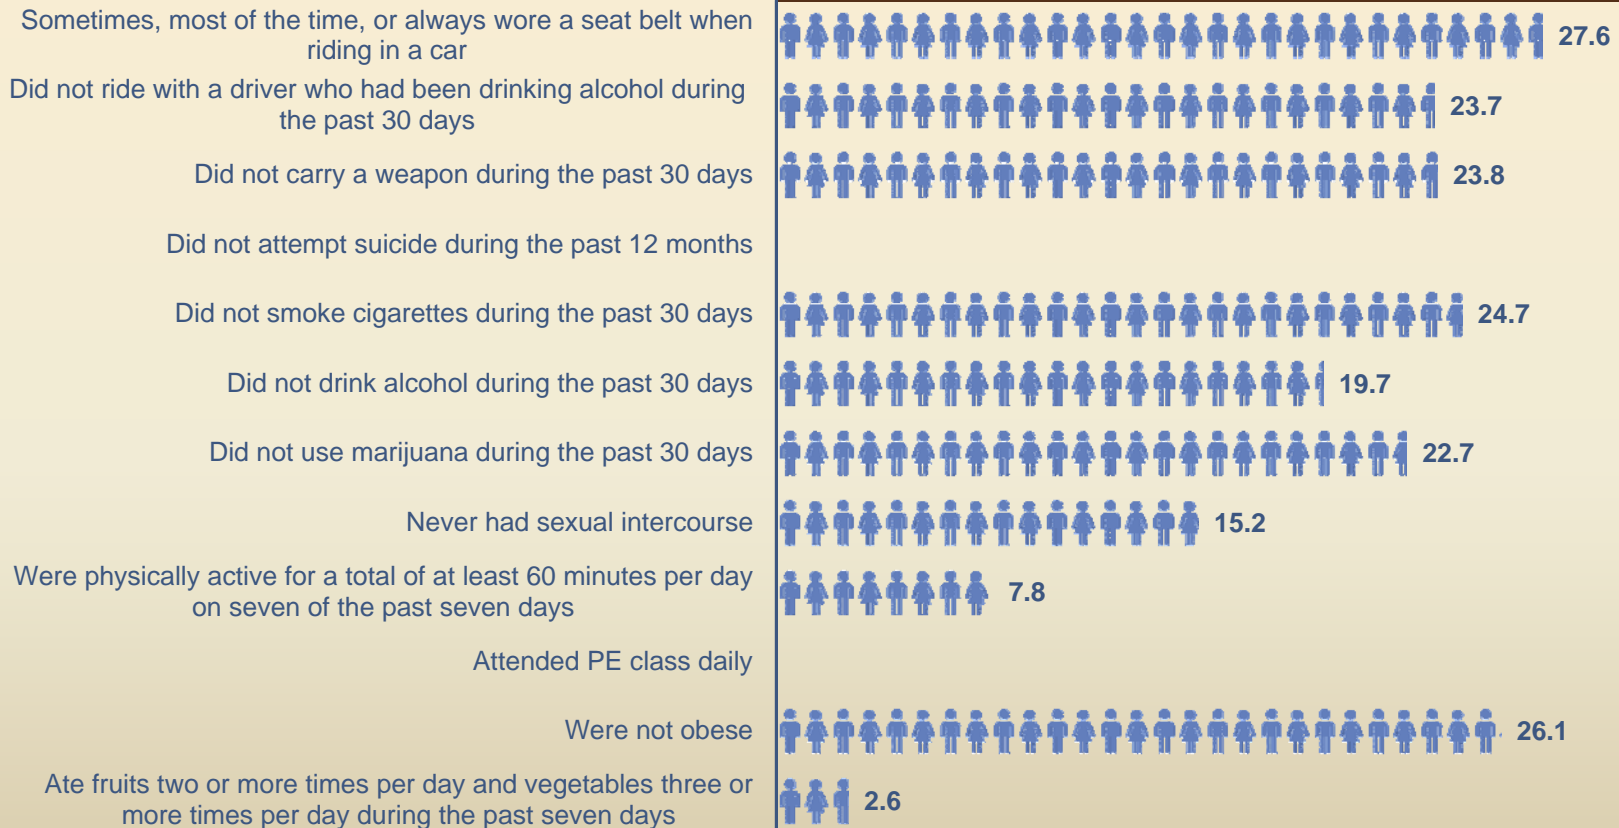 Sometimes, most of the time, or always wore a seat belt when
riding in a car
27.6
Did not ride with a driver who had been drinking alcohol during
the past 30 days
23.7
Did not carry a weapon during the past 30 days
23.8
Did not attempt suicide during the past 12 months
Did not smoke cigarettes during the past 30 days
24.7
Did not drink alcohol during the past 30 days
19.7
Did not use marijuana during the past 30 days
22.7
Never had sexual intercourse
15.2
Were physically active for a total of at least 60 minutes per day
on seven of the past seven days
7.8
Attended PE class daily
Were not obese
26.1
Ate fruits two or more times per day and vegetables three or
more times per day during the past seven days
2.6